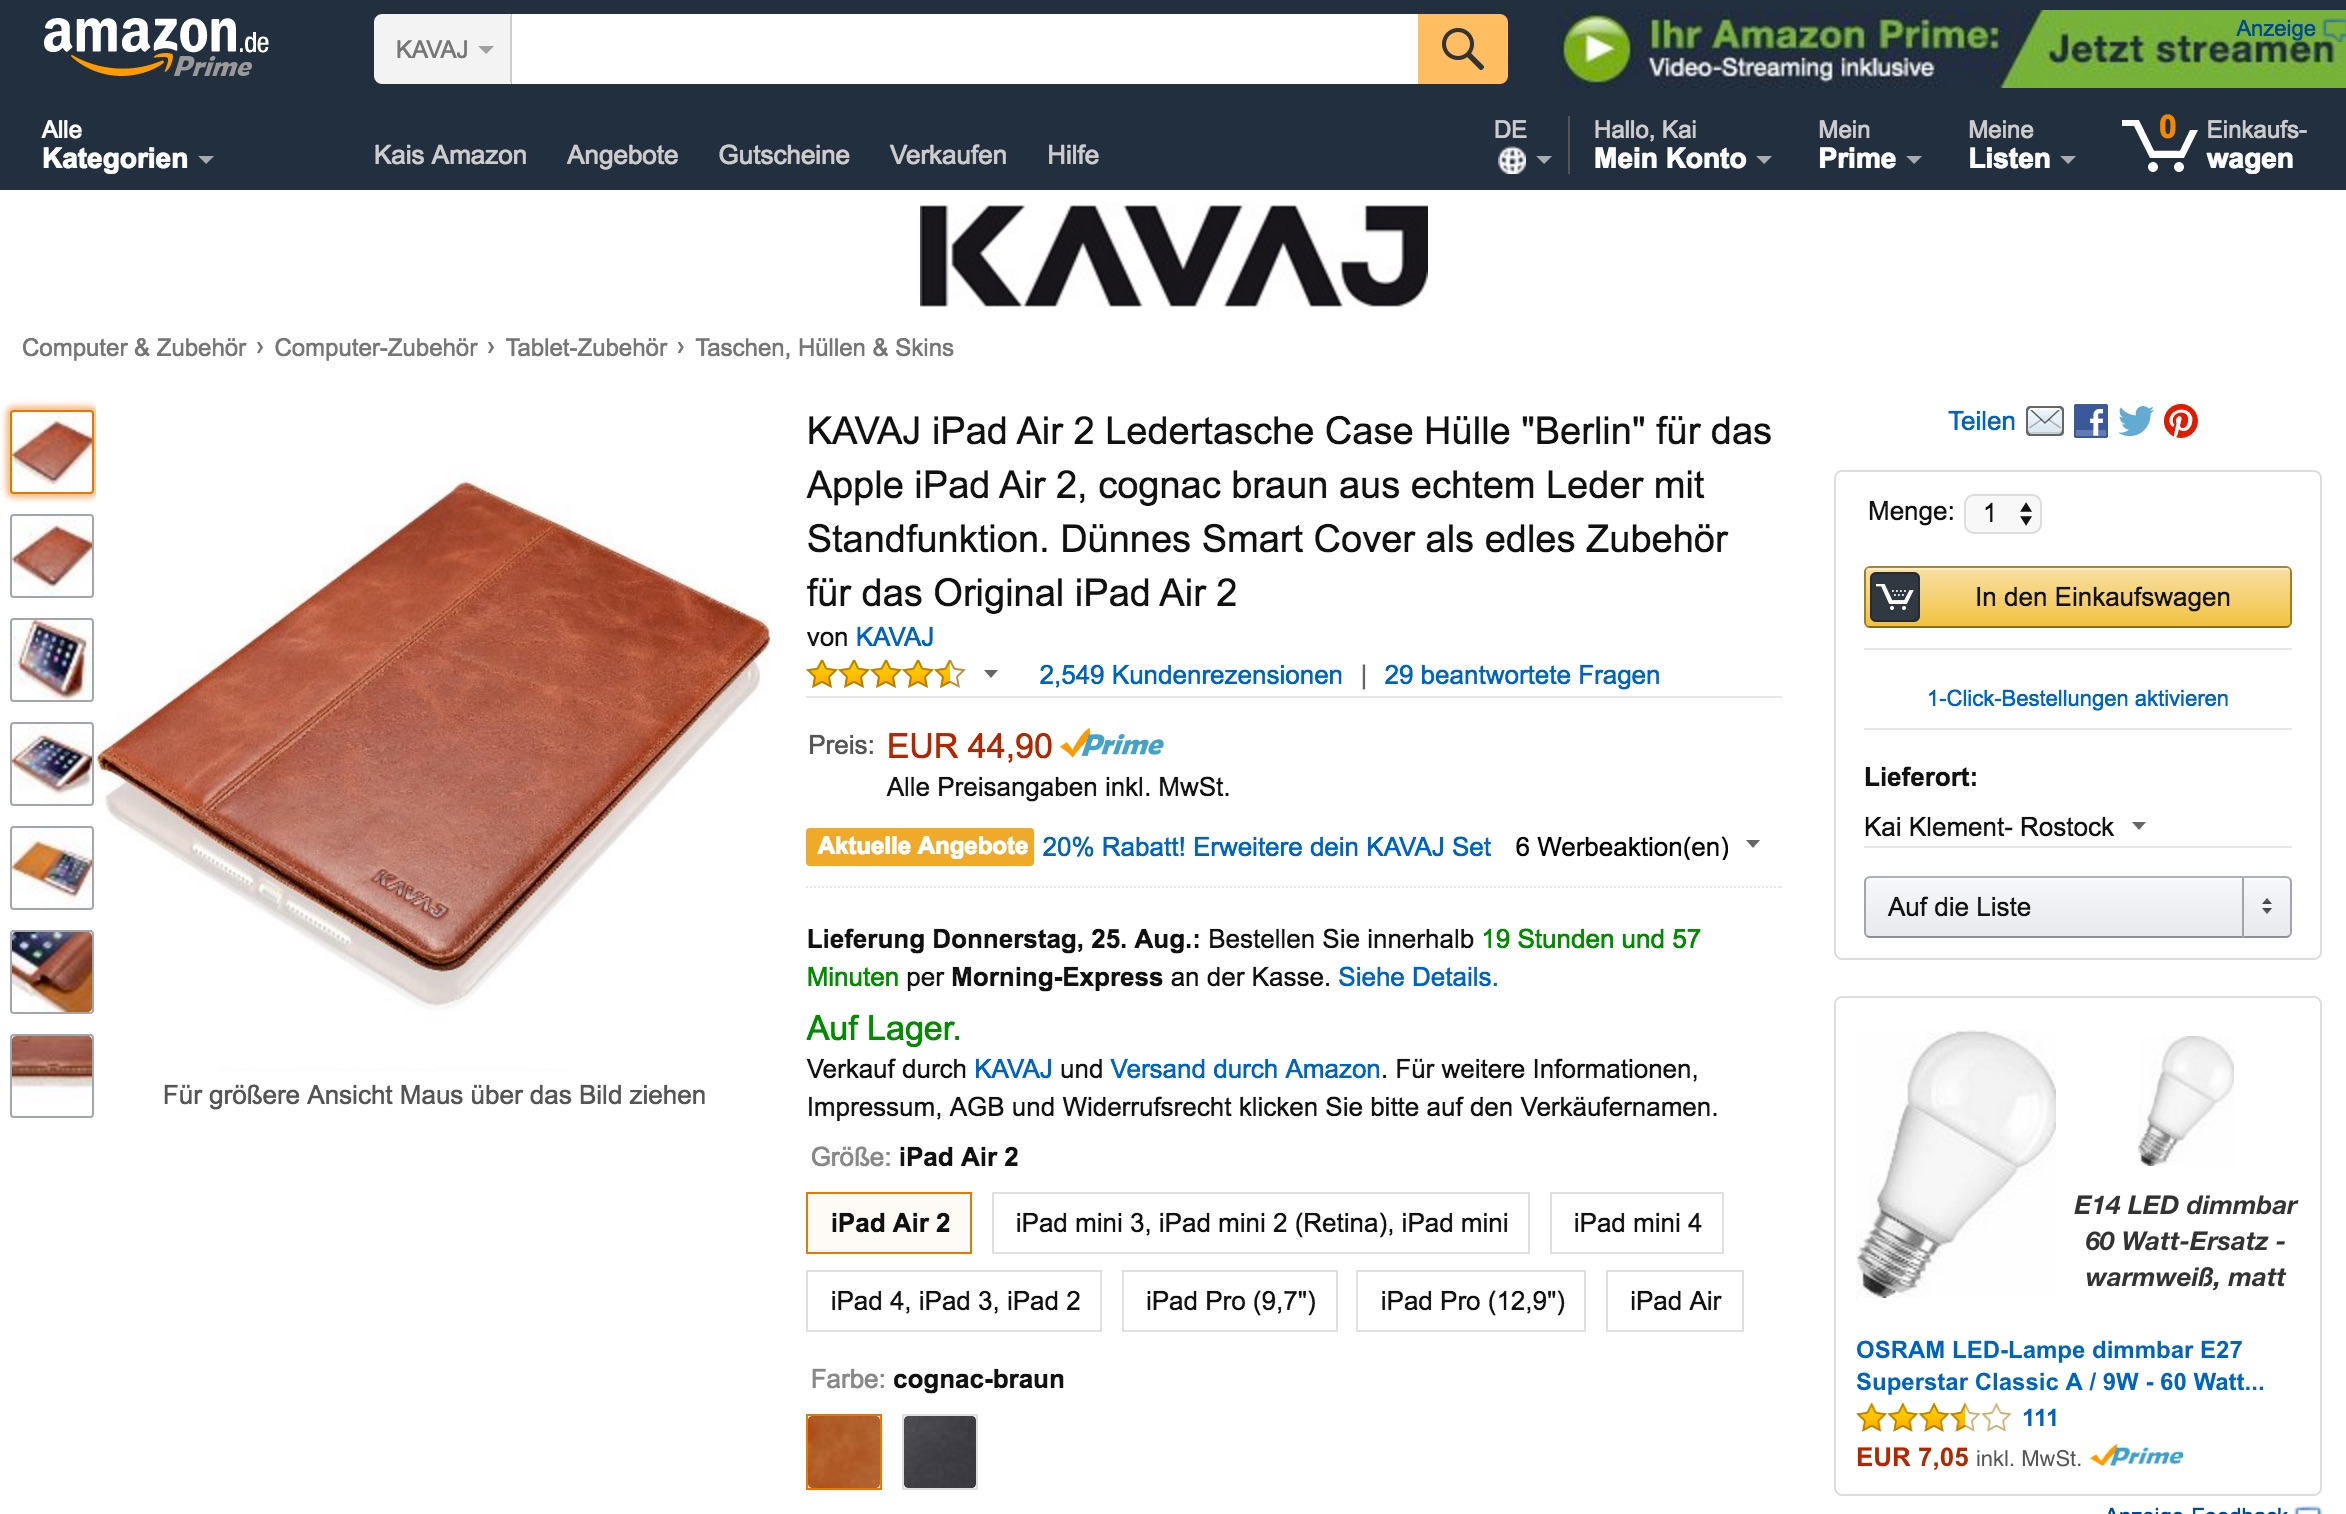 amazon.de
Prime
KAVAJ
Ihr Amazon Prime:
Video-Streaming inklusive
Anzeige
Jetzt streamen
Alle
Kategorien
Kais Amazon
Angebote
Gutscheine
Verkaufen
Hilfe
DE
Hallo, Kai
Mein Konto
Mein
Prime
Meine
Listen
0
Einkaufs-
wagen
KAVAJ
Computer & Zubehör › Computer-Zubehör › Tablet-Zubehör › Taschen, Hüllen & Skins
KAVAJ
Für größere Ansicht Maus über das Bild ziehen
KAVAJ iPad Air 2 Ledertasche Case Hülle "Berlin" für das
Apple iPad Air 2, cognac braun aus echtem Leder mit
Standfunktion. Dünnes Smart Cover als edles Zubehör
für das Original iPad Air 2
von KAVAJ
2,549 Kundenrezensionen | 29 beantwortete Fragen
Preis: EUR 44,90 Prime
Alle Preisangaben inkl. MwSt.
Aktuelle Angebote 20% Rabatt! Erweitere dein KAVAJ Set 6 Werbeaktion(en)
Lieferung Donnerstag, 25. Aug.: Bestellen Sie innerhalb 19 Stunden und 57
Minuten per Morning-Express an der Kasse. Siehe Details.
Auf Lager.
Verkauf durch KAVAJ und Versand durch Amazon. Für weitere Informationen,
Impressum, AGB und Widerrufsrecht klicken Sie bitte auf den Verkäufernamen.
Größe: iPad Air 2
iPad Air 2
iPad mini 3, iPad mini 2 (Retina), iPad mini
iPad mini 4
iPad 4, iPad 3, iPad 2
iPad Pro (9,7")
iPad Pro (12,9")
iPad Air
Farbe: cognac-braun
Teilen
Menge: 1
In den Einkaufswagen
1-Click-Bestellungen aktivieren
Lieferort:
Kai Klement- Rostock
Auf die Liste
E14 LED dimmbar
60 Watt-Ersatz -
warmweiß, matt
OSRAM LED-Lampe dimmbar E27
Superstar Classic A / 9W - 60 Watt...
111
EUR 7,05 inkl. MwSt. Prime
Anzeige Feedback